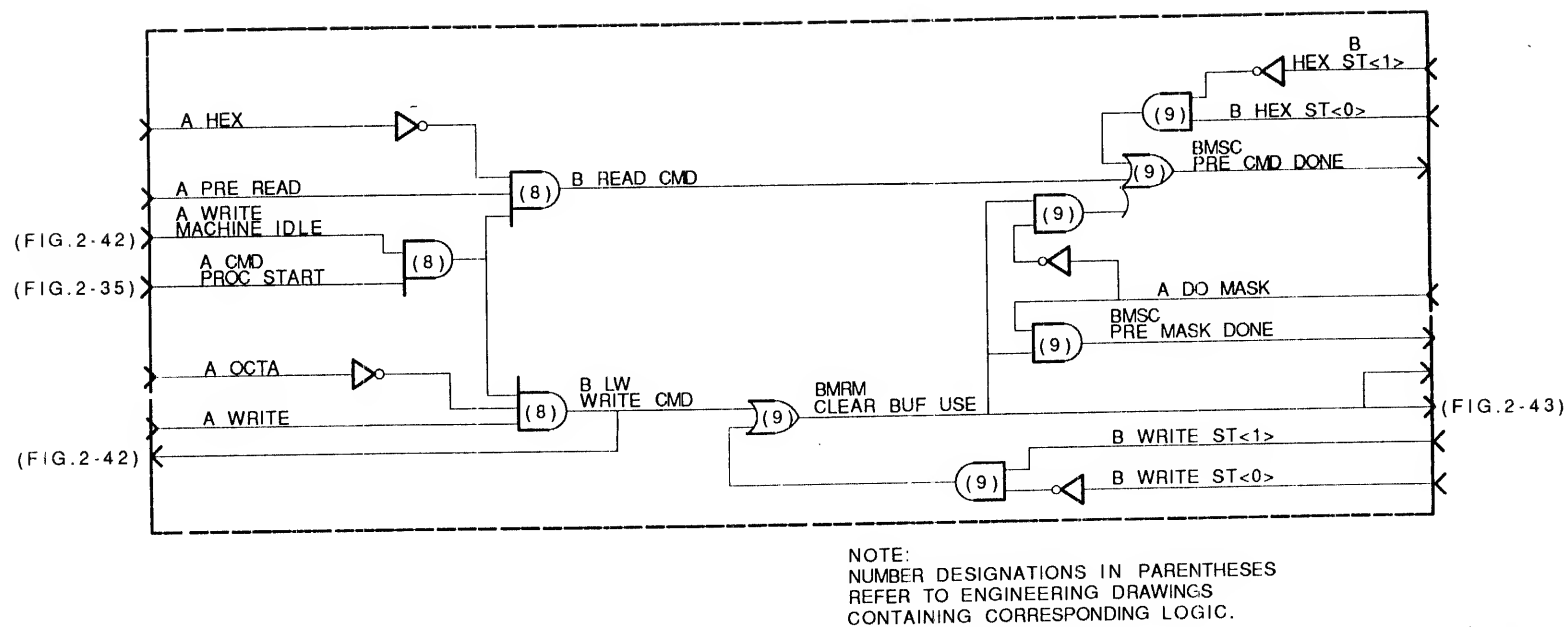 B
HEX ST<1>
A HEX
(9)
B HEX ST<0>
BMSC
PRE CMD DONE
(9)
A PRE READ
(8)
B READ CMD
A WRITE
MACHINE IDLE
(FIG.2-42)
(9)
(8)
A CMD
PROC START
(FIG.2-35)
A DO MASK
BMSC
PRE MASK DONE
(9)
A OCTA
B LW
WRITE CMD
(8)
A WRITE
(9)
BMRM
CLEAR BUF USE
(FIG.2-43)
(FIG.2-42)
B WRITE ST<1>
(9)
B WRITE ST<0>
NOTE:
NUMBER DESIGNATIONS IN PARENTHESES
REFER TO ENGINEERING DRAWINGS
CONTAINING CORRESPONDING LOGIC.